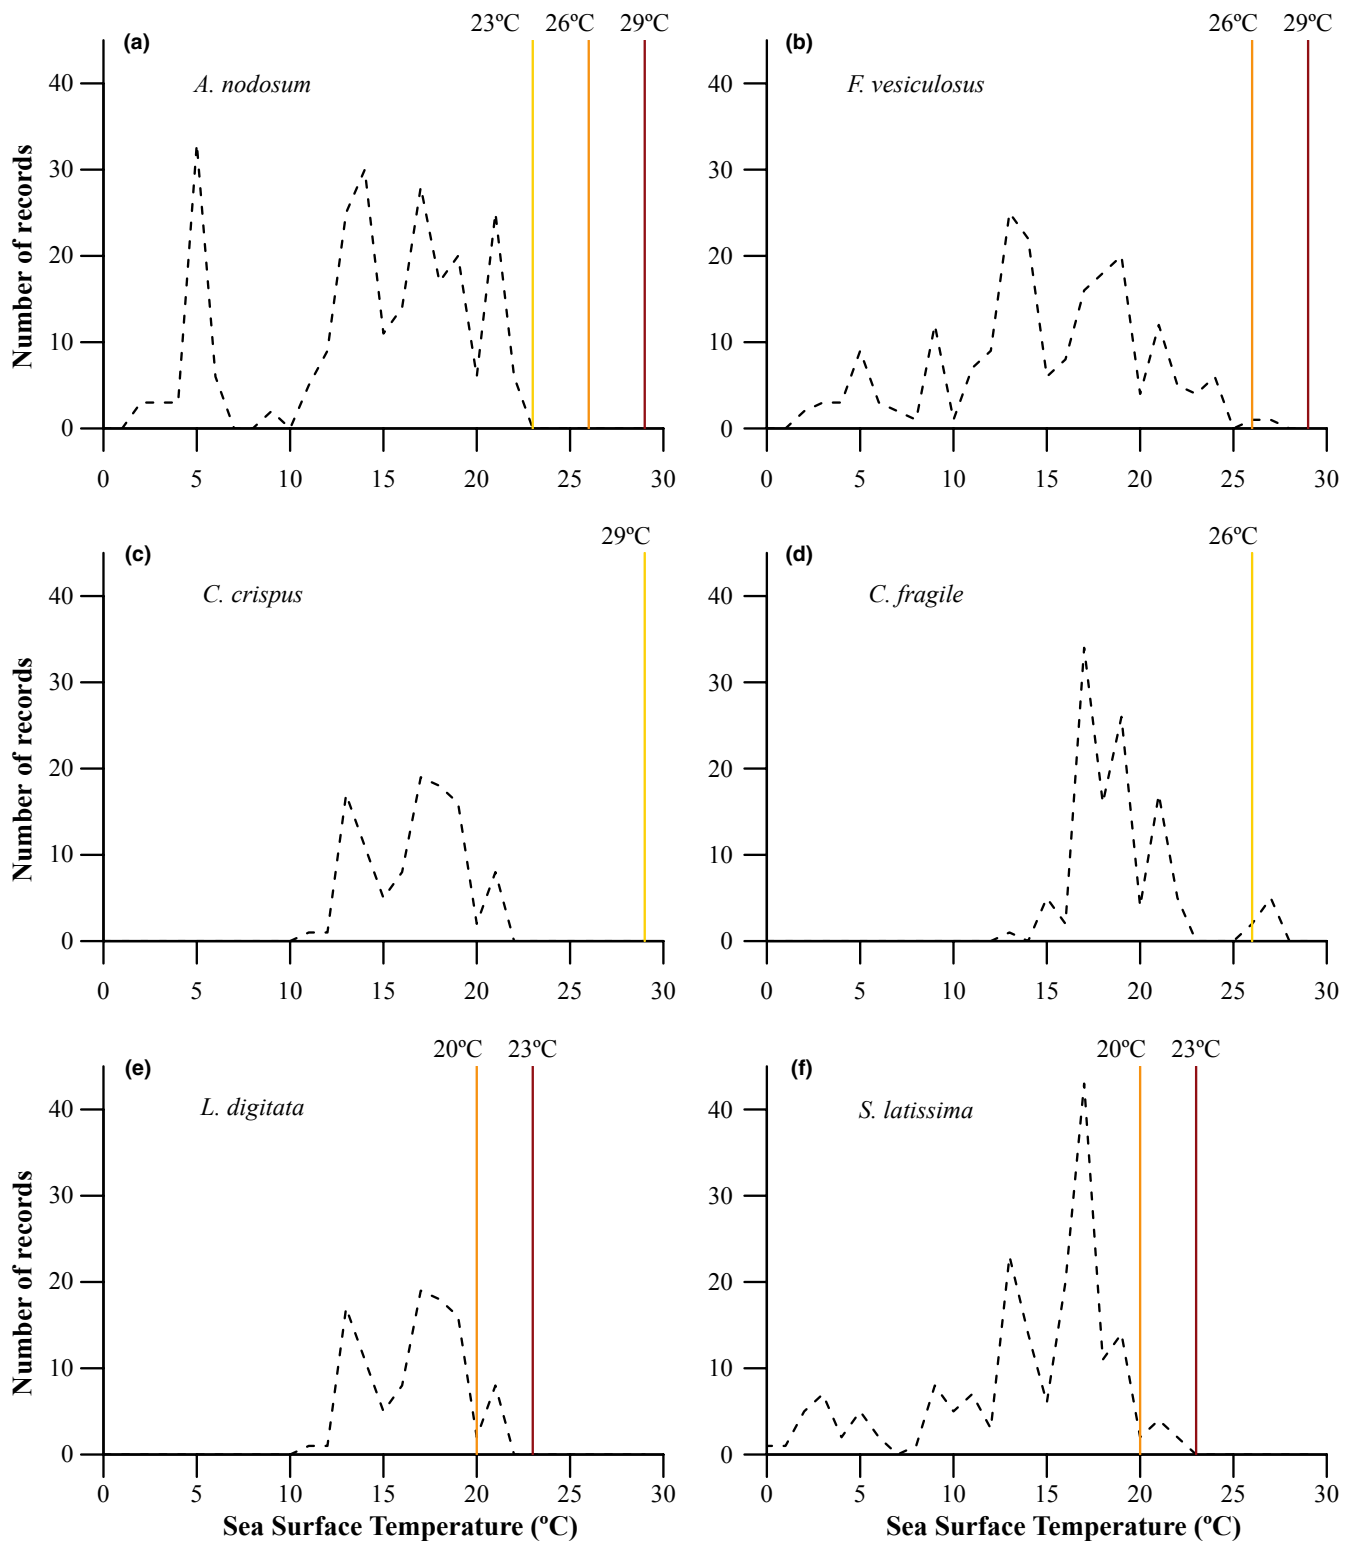 23ºC 26ºC 29ºC
(a)
A. nodosum
Number of records
40
30
20
10
0
0 5 10 15 20 25 30
26ºC 29ºC
(b)
F. vesiculosus
40
30
20
10
0
0 5 10 15 20 25 30
29ºC
(c)
C. crispus
Number of records
40
30
20
10
0
0 5 10 15 20 25 30
26ºC
(d)
C. fragile
40
30
20
10
0
0 5 10 15 20 25 30
20ºC 23ºC
(e)
L. digitata
Number of records
40
30
20
10
0
0 5 10 15 20 25 30
Sea Surface Temperature (ºC)
20ºC 23ºC
(f)
S. latissima
40
30
20
10
0
0 5 10 15 20 25 30
Sea Surface Temperature (ºC)